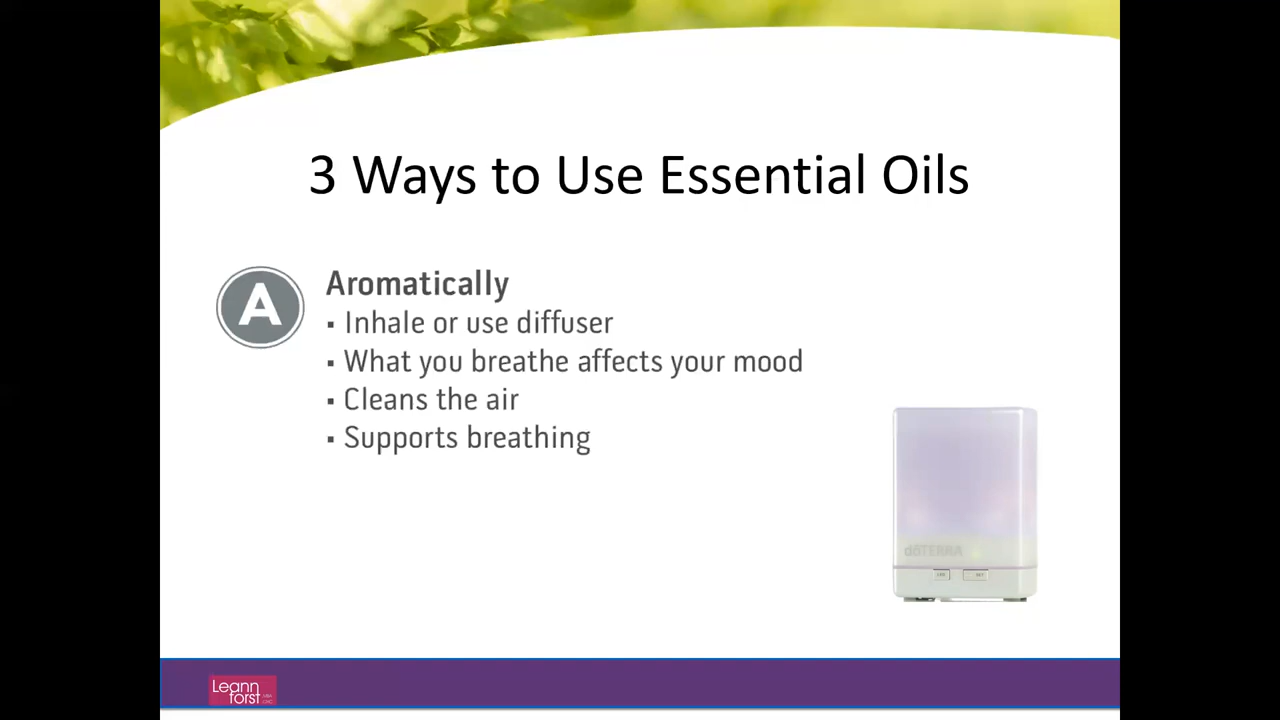 3 Ways to Use Essential Oils
A
Aromatically
▪ Inhale or use diffuser
▪ What you breathe affects your mood
▪ Cleans the air
▪ Supports breathing
dōTERRA
Leann
forst